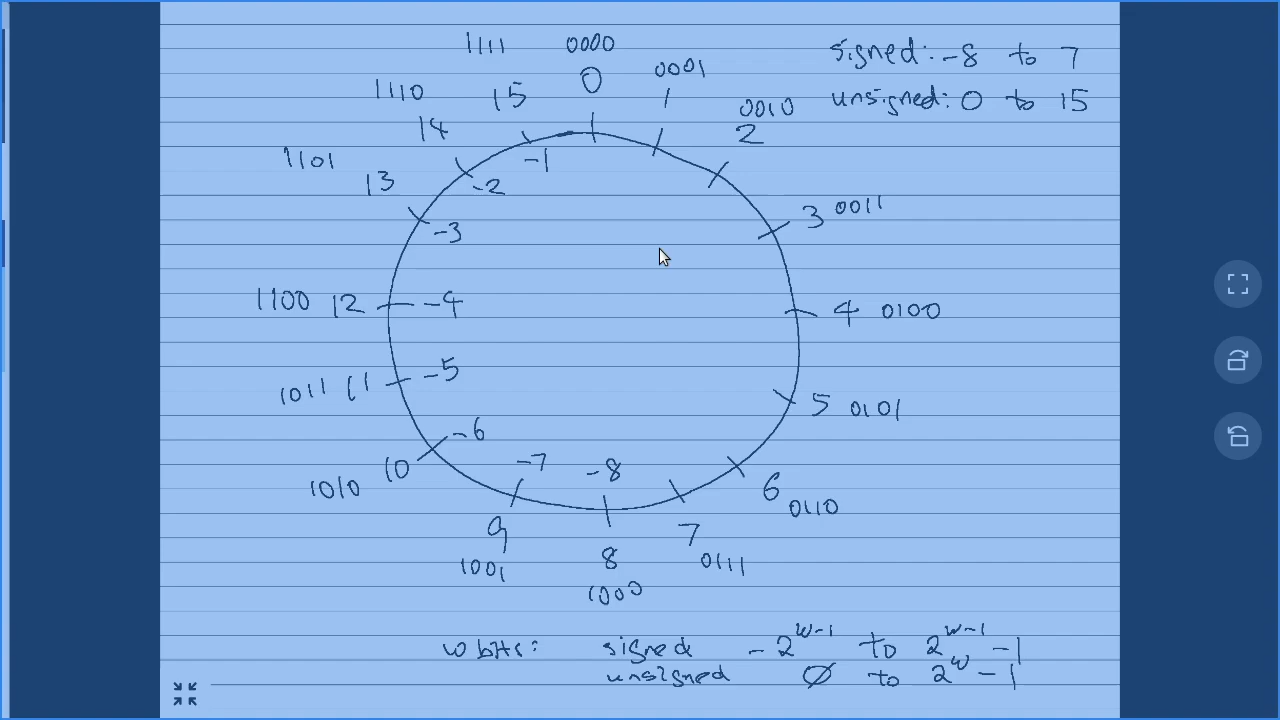 1111 0000 signed: -8 to 7
0001
1110 15 0 1 0010 unsigned: 0 to 15
14 2
1101 -1
13 -2
3 0011
-3
1100 12 -4 4 0100
1011 11 -5 5 0101
-6
10 -7 -8
1010 6 0110
9 8 7
1001 1000 0111
w bits: signed -2^w-1 to 2^w-1 -1
unsigned 0 to 2^w -1